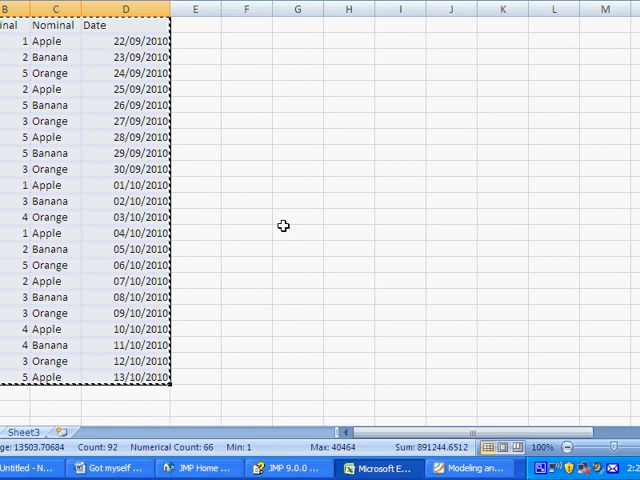 B C D E F G H I J K L M
inal Nominal Date
1 Apple 22/09/2010
2 Banana 23/09/2010
5 Orange 24/09/2010
2 Apple 25/09/2010
5 Banana 26/09/2010
3 Orange 27/09/2010
5 Apple 28/09/2010
5 Banana 29/09/2010
3 Orange 30/09/2010
1 Apple 01/10/2010
3 Banana 02/10/2010
4 Orange 03/10/2010
1 Apple 04/10/2010
2 Banana 05/10/2010
5 Orange 06/10/2010
2 Apple 07/10/2010
3 Banana 08/10/2010
3 Orange 09/10/2010
4 Apple 10/10/2010
4 Banana 11/10/2010
3 Orange 12/10/2010
5 Apple 13/10/2010
Sheet3
ge: 13503.70684 Count: 92 Numerical Count: 66 Min: 1 Max: 40464 Sum: 891244.6512 100%
Untitled - N... Got myself ... JMP Home ... JMP 9.0.0 ... Microsoft E... Modeling an... 2:2